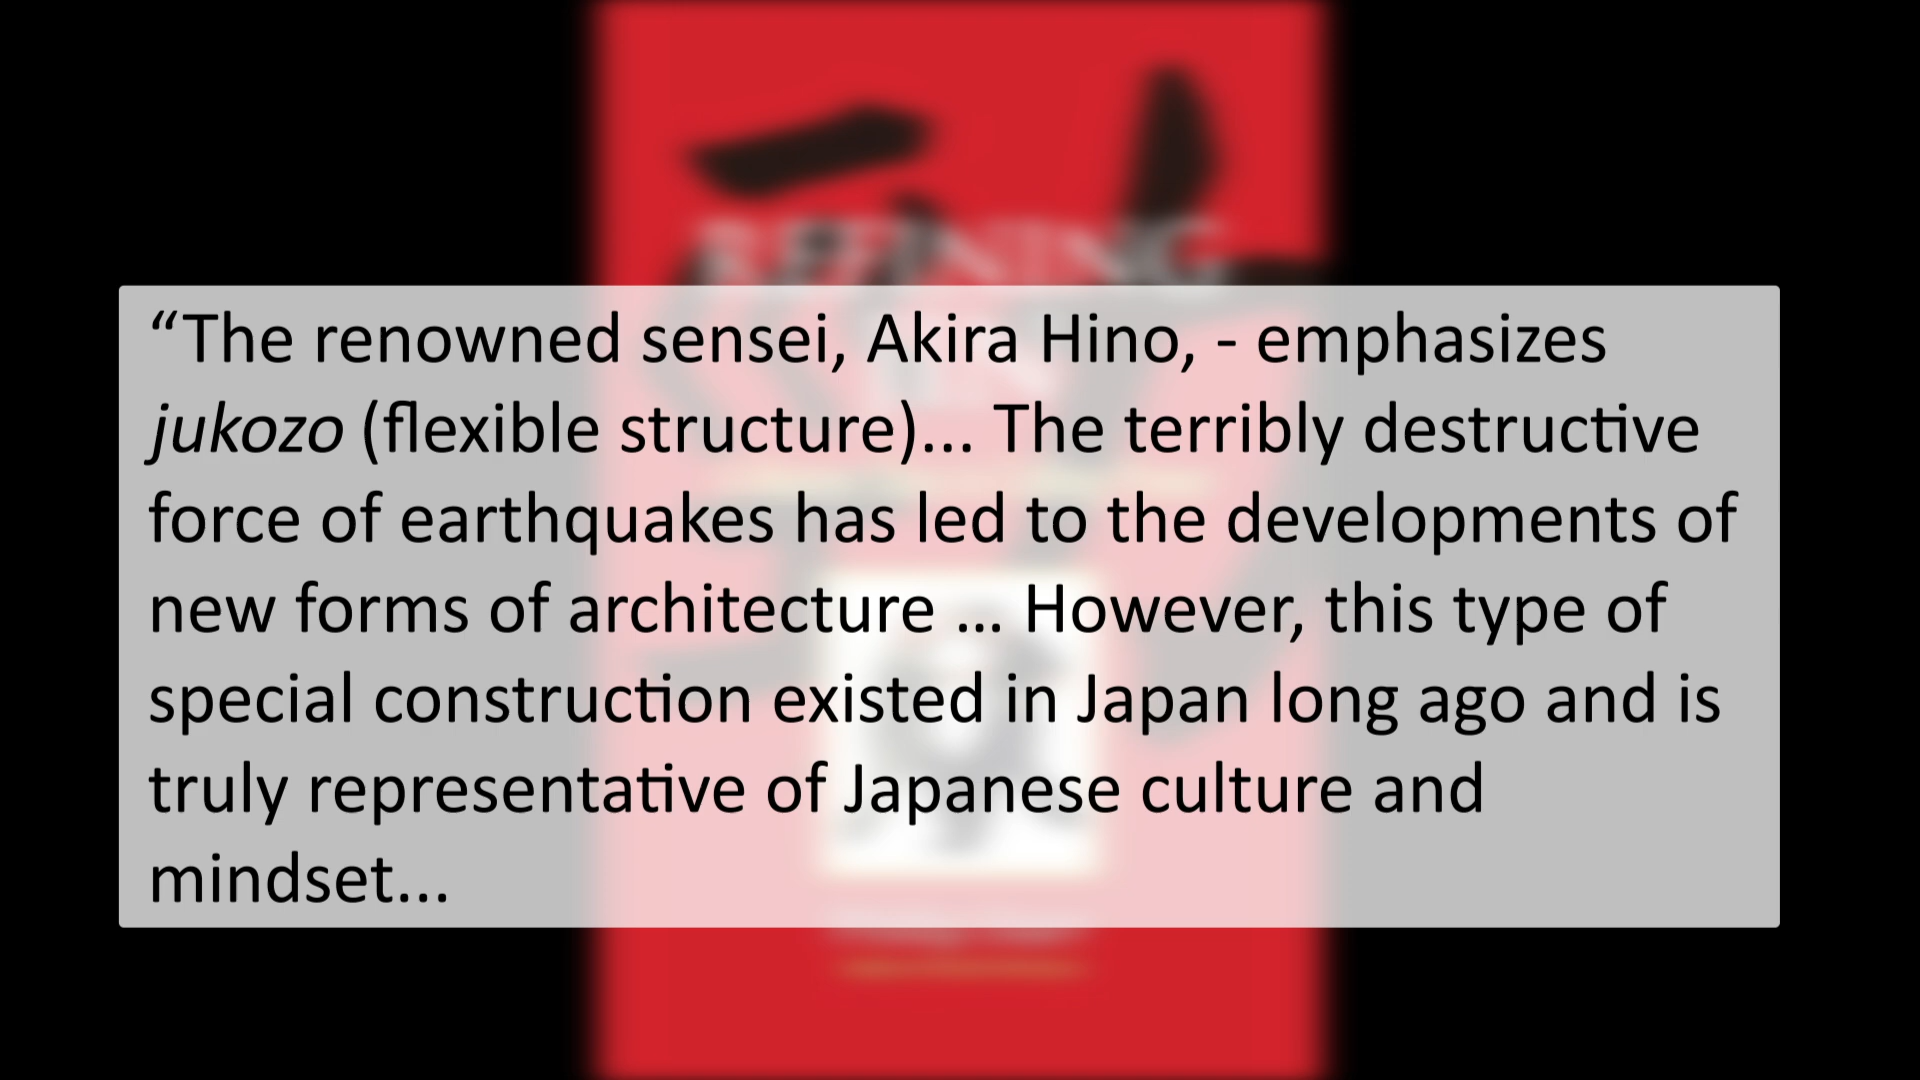 REFINING
“The renowned sensei, Akira Hino, - emphasizes
jukozo (flexible structure)... The terribly destructive
force of earthquakes has led to the developments of
new forms of architecture ... However, this type of
special construction existed in Japan long ago and is
truly representative of Japanese culture and
mindset...